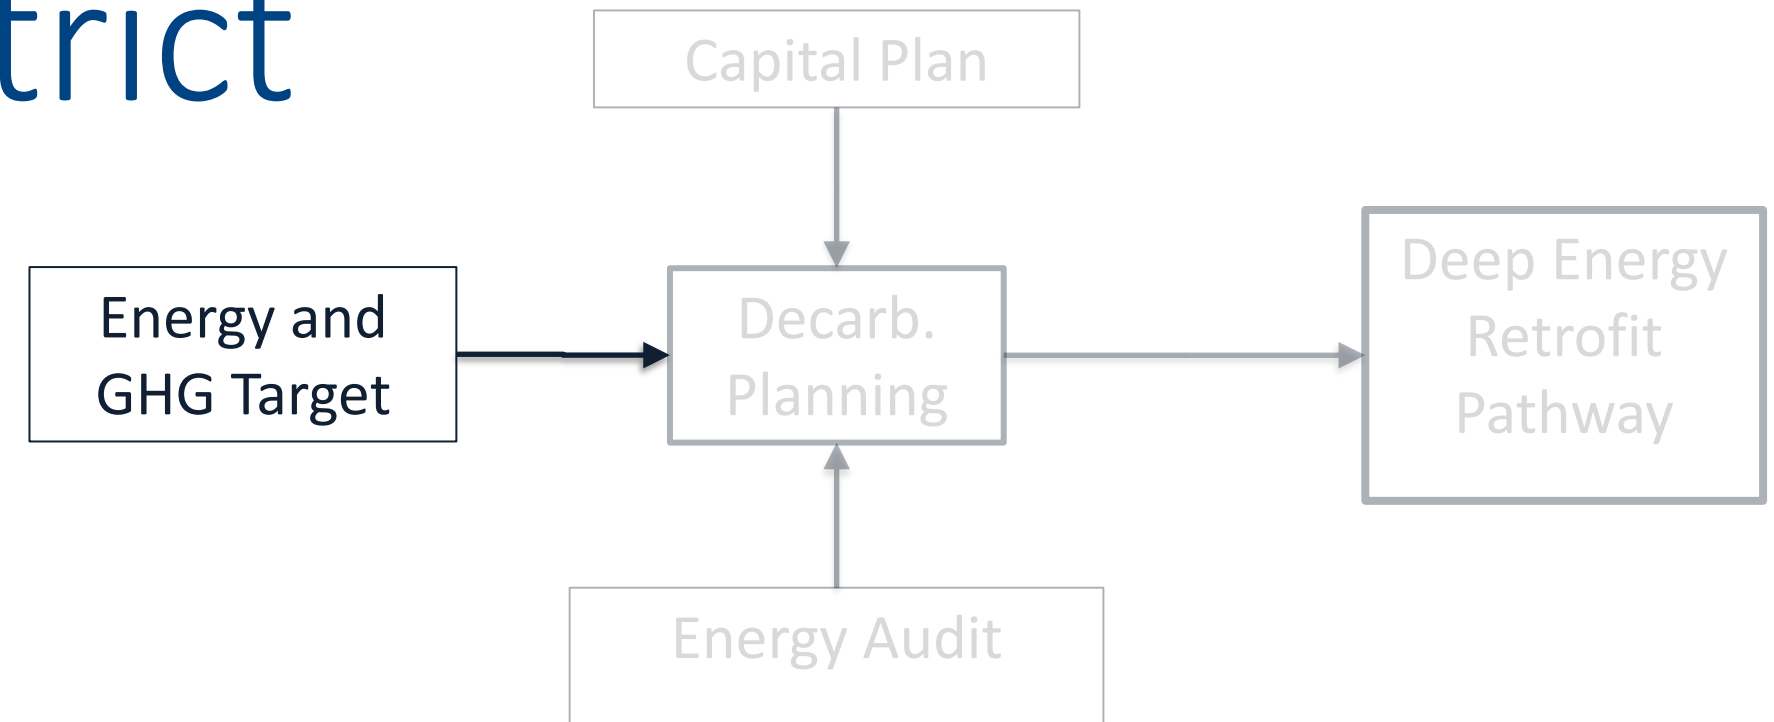 trict
Capital Plan
Energy and
GHG Target
Decarb.
Planning
Deep Energy
Retrofit
Pathway
Energy Audit